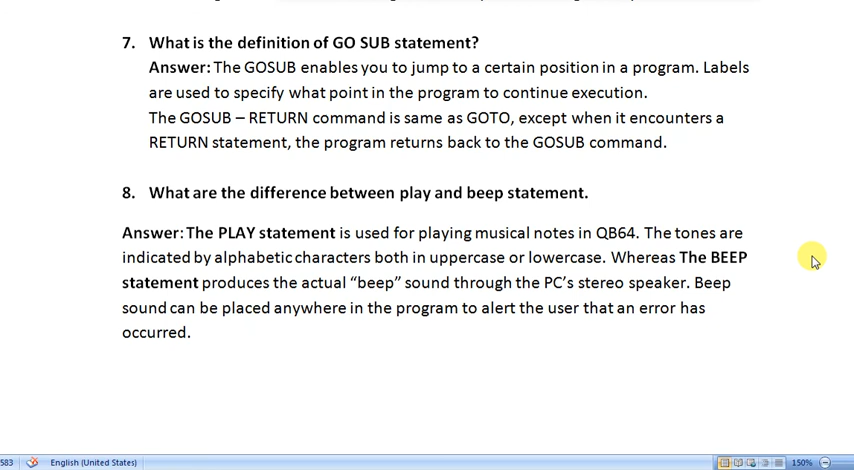 7. What is the definition of GO SUB statement?
Answer: The GOSUB enables you to jump to a certain position in a program. Labels
are used to specify what point in the program to continue execution.
The GOSUB – RETURN command is same as GOTO, except when it encounters a
RETURN statement, the program returns back to the GOSUB command.
8. What are the difference between play and beep statement.
Answer: The PLAY statement is used for playing musical notes in QB64. The tones are
indicated by alphabetic characters both in uppercase or lowercase. Whereas The BEEP
statement produces the actual “beep” sound through the PC’s stereo speaker. Beep
sound can be placed anywhere in the program to alert the user that an error has
occurred.
583 English (United States) 150%